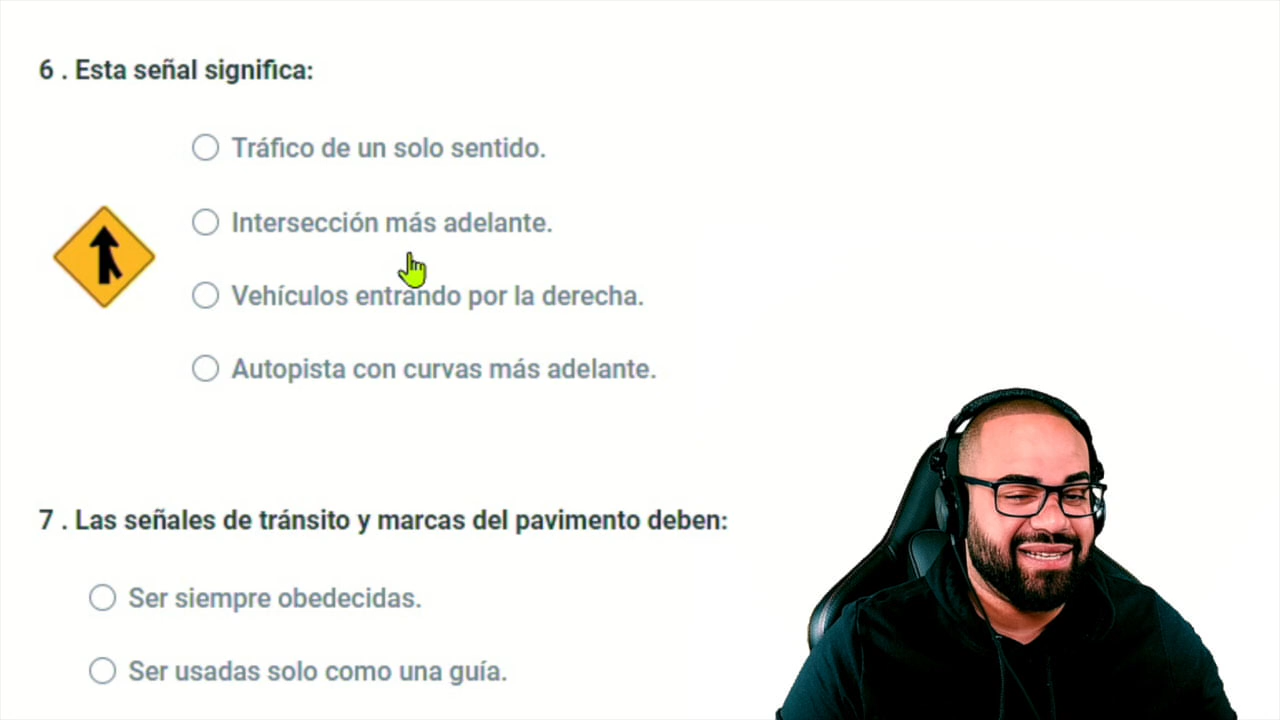 6 . Esta señal significa:
Tráfico de un solo sentido.
Intersección más adelante.
Vehículos entrando por la derecha.
Autopista con curvas más adelante.
7 . Las señales de tránsito y marcas del pavimento deben:
Ser siempre obedecidas.
Ser usadas solo como una guía.